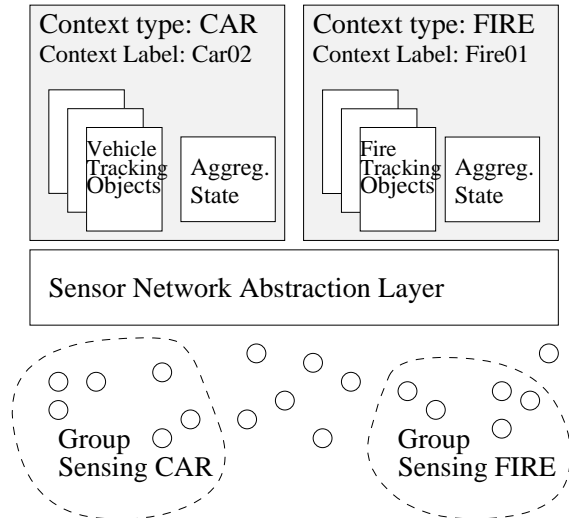 Context type: CAR
Context Label: Car02
Vehicle
Tracking
Objects
Aggreg.
State
Context type: FIRE
Context Label: Fire01
Fire
Tracking
Objects
Aggreg.
State
Sensor Network Abstraction Layer
Group
Sensing CAR
Group
Sensing FIRE